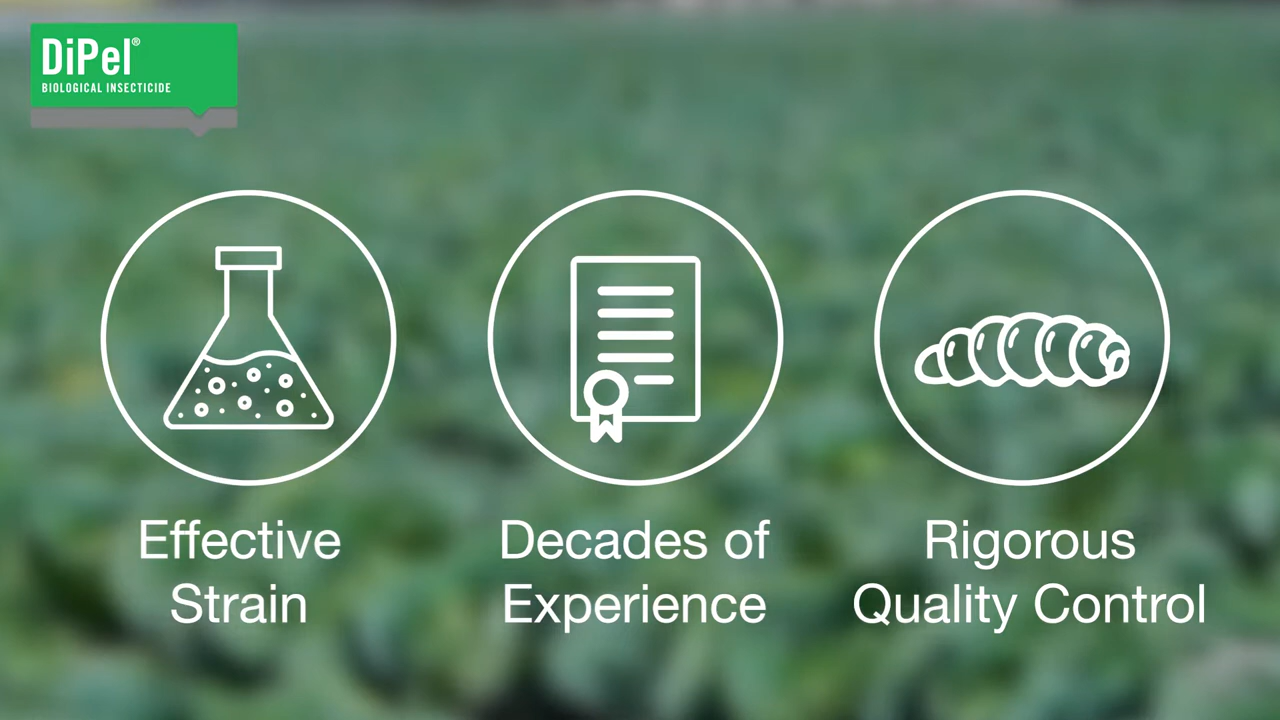 DiPel®
BIOLOGICAL INSECTICIDE
Effective
Strain
Decades of
Experience
Rigorous
Quality Control